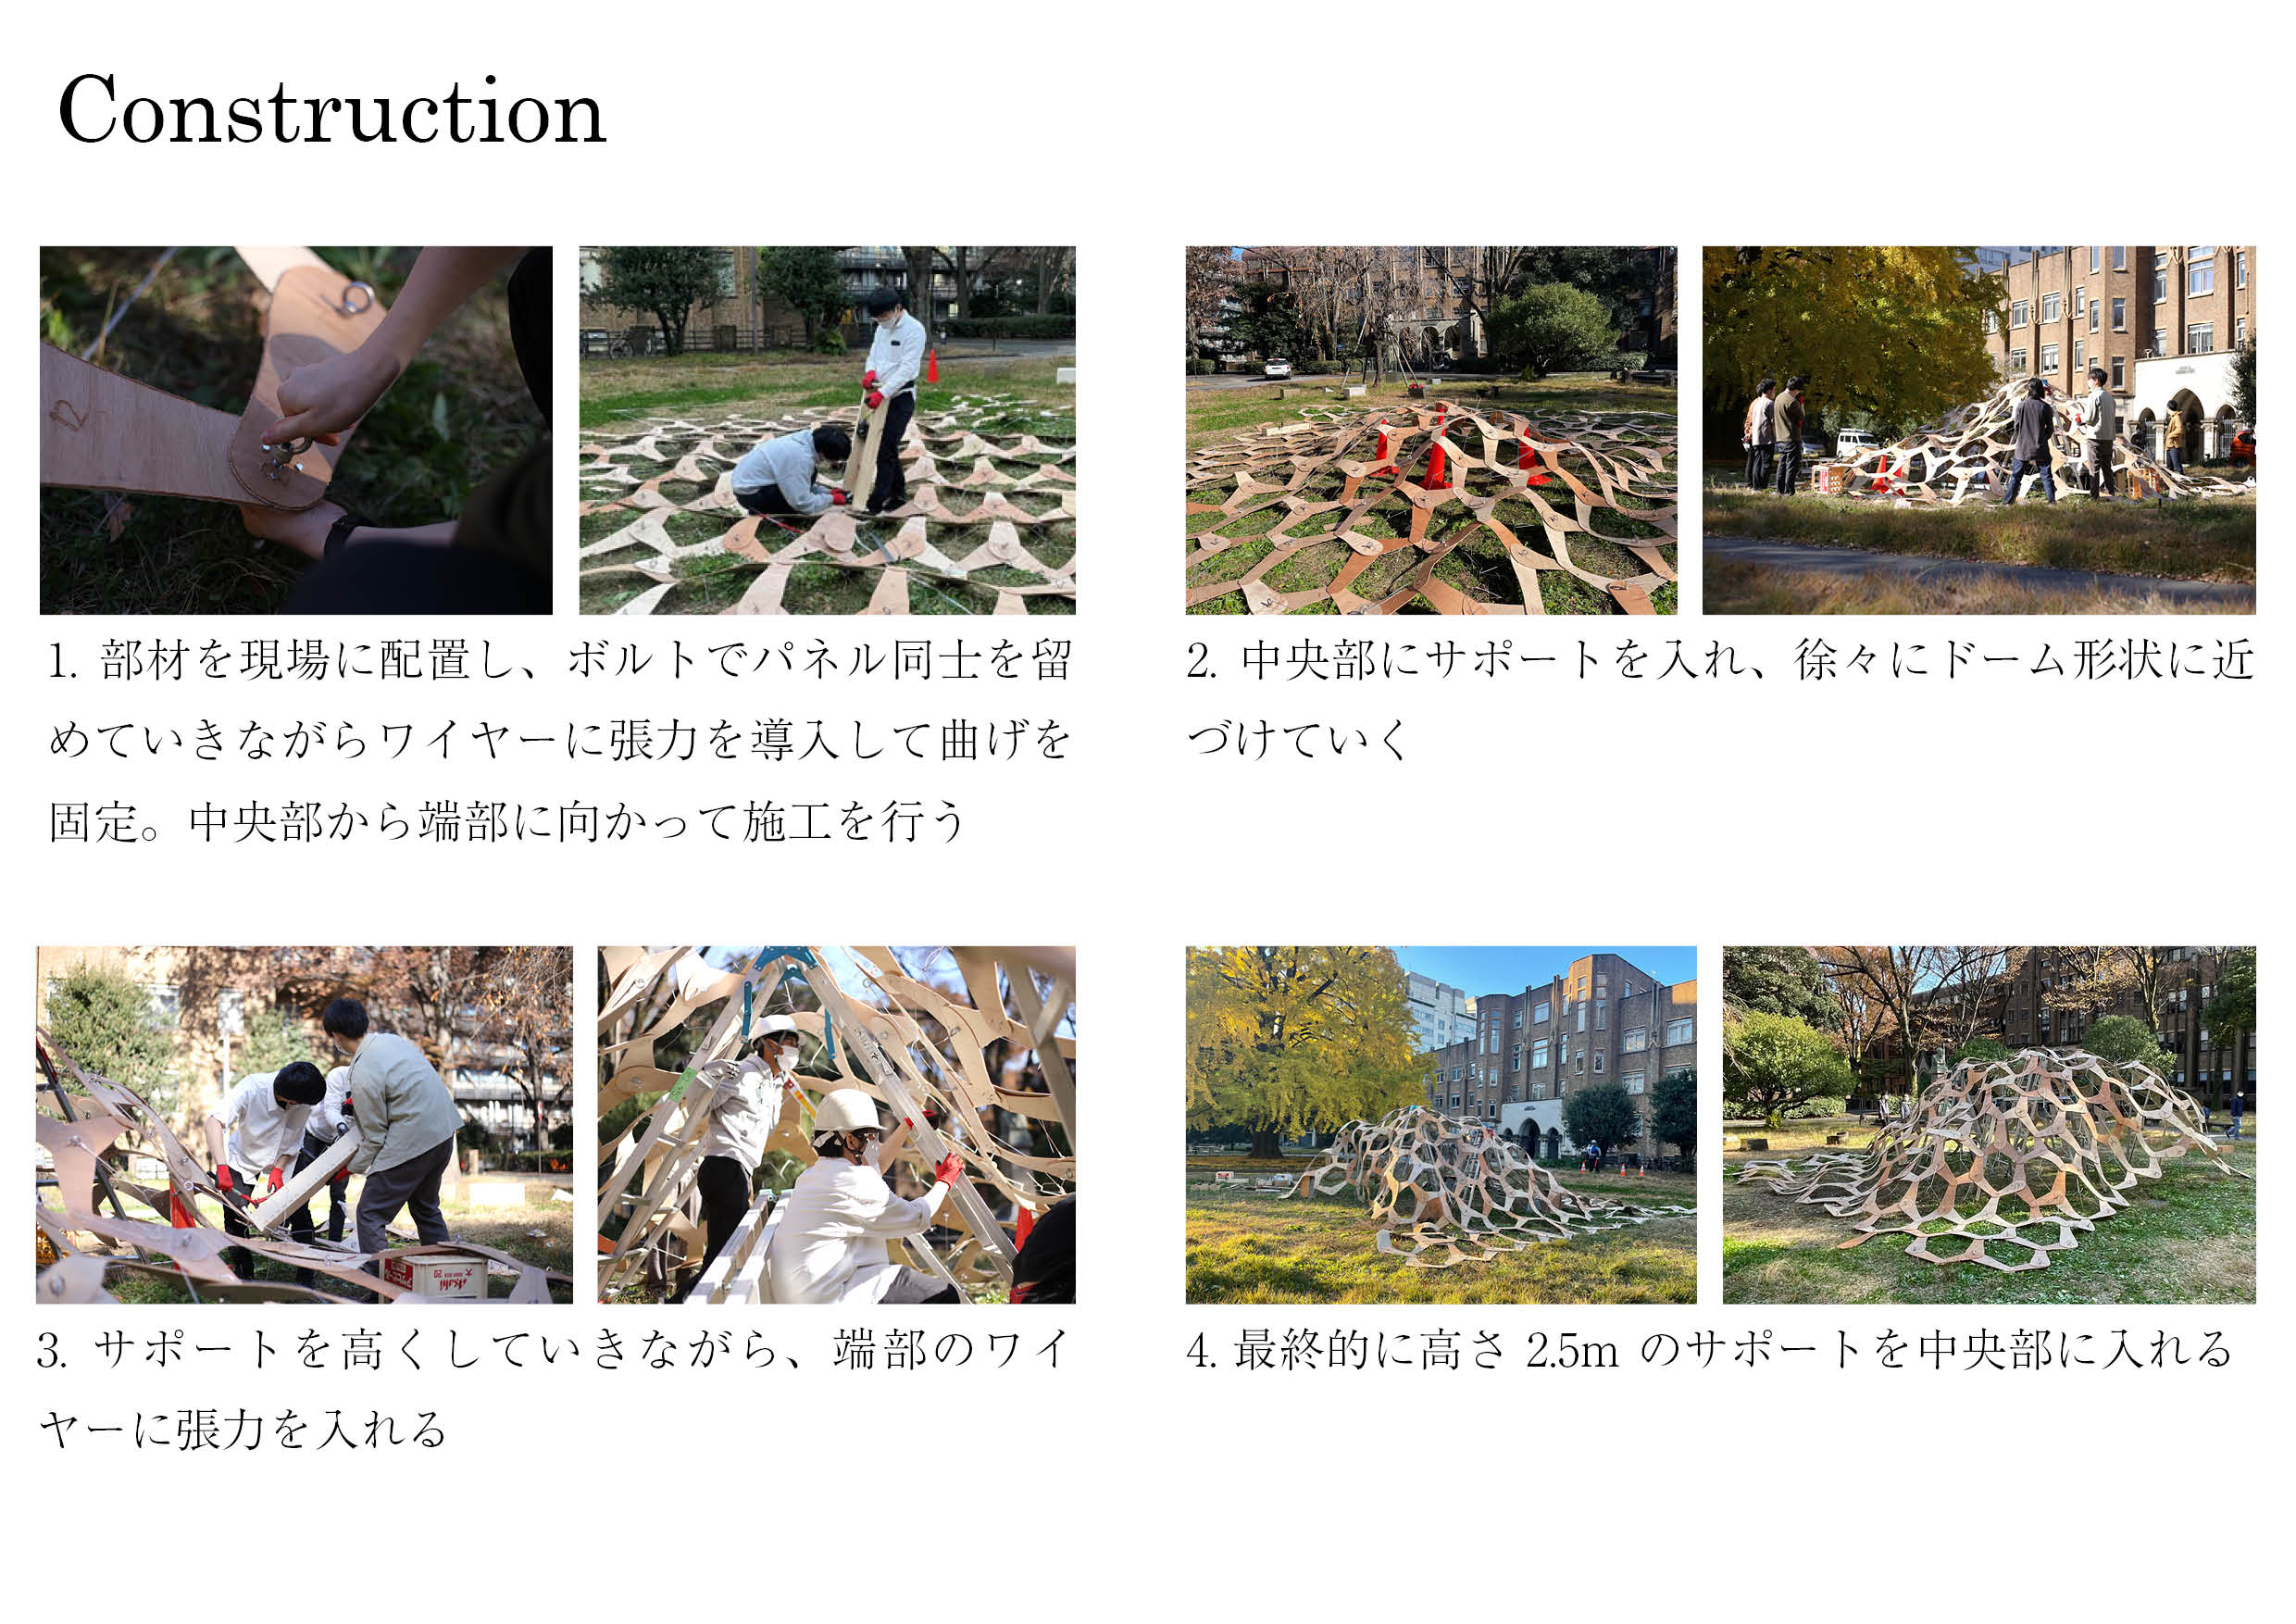 Construction
1. 部材を現場に配置し、ボルトでパネル同士を留
めていきながらワイヤーに張力を導入して曲げを
固定。中央部から端部に向かって施工を行う
2. 中央部にサポートを入れ、徐々にドーム形状に近
づけていく
3. サポートを高くしていきながら、端部のワイ
ヤーに張力を入れる
Asahi
4. 最終的に高さ 2.5m のサポートを中央部に入れる